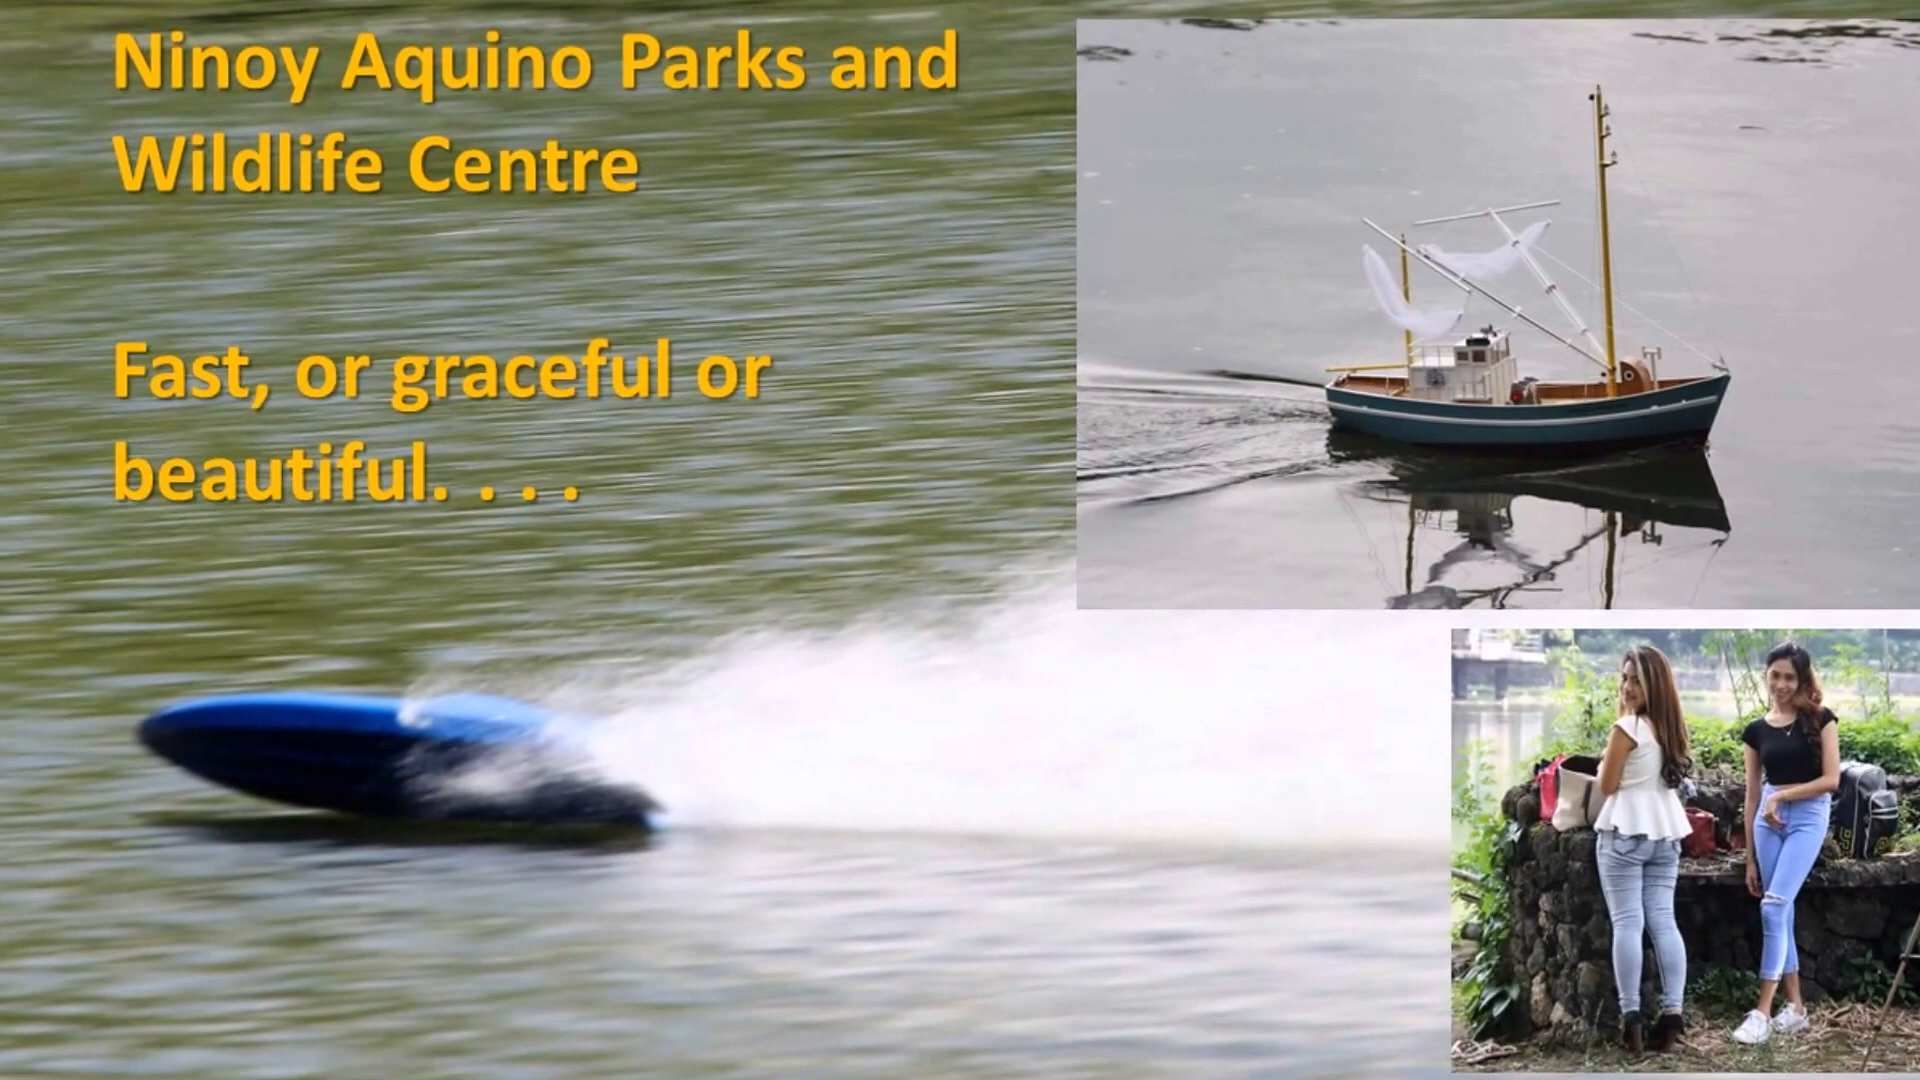 Ninoy Aquino Parks and
Wildlife Centre
Fast, or graceful or
beautiful. . . .